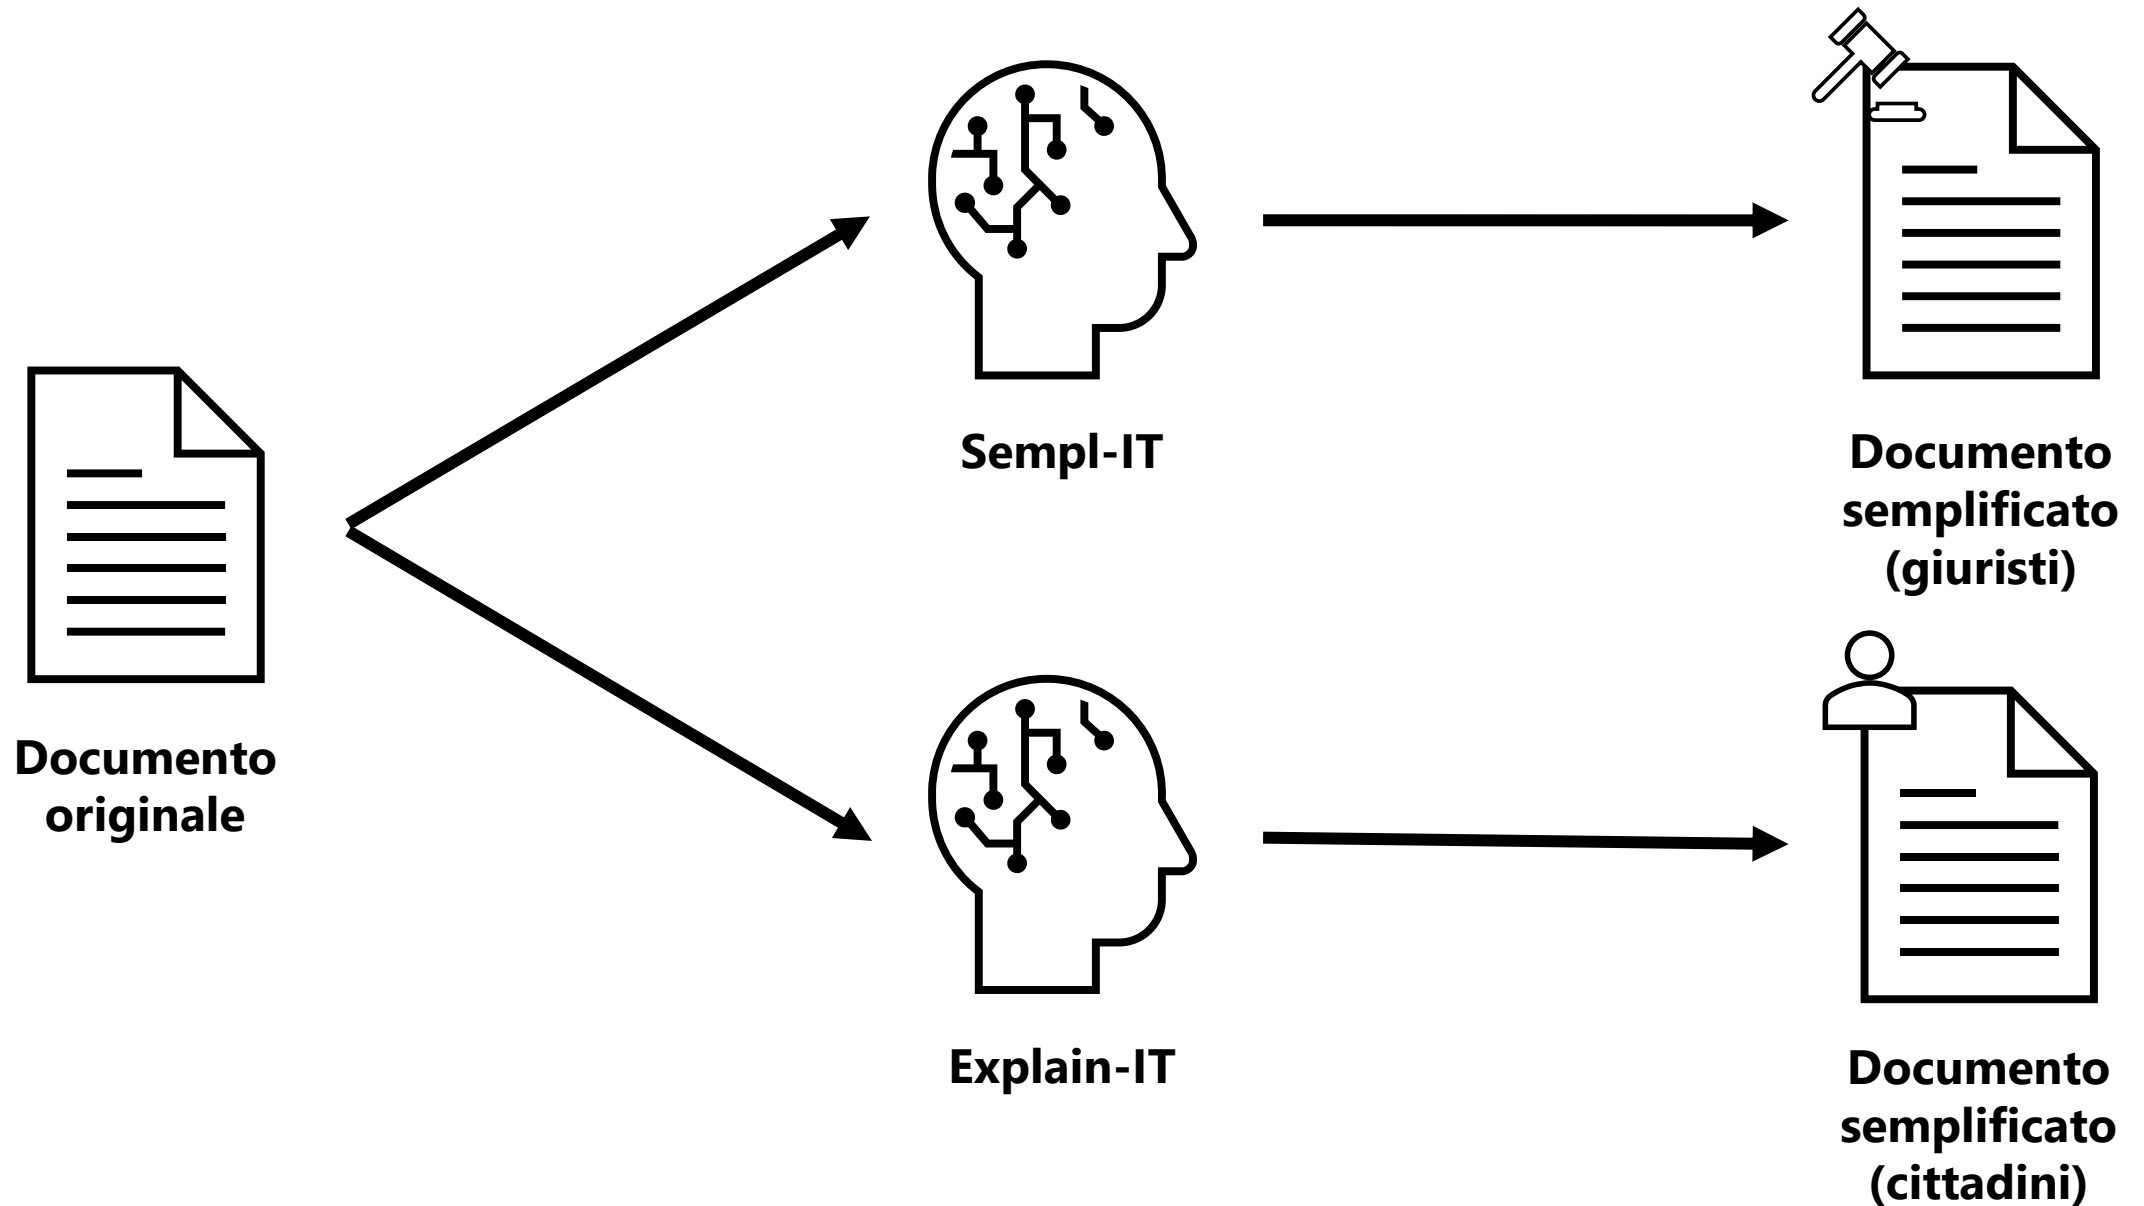 Sempl-IT
Documento
semplificato
(giuristi)
Documento
originale
Explain-IT
Documento
semplificato
(cittadini)